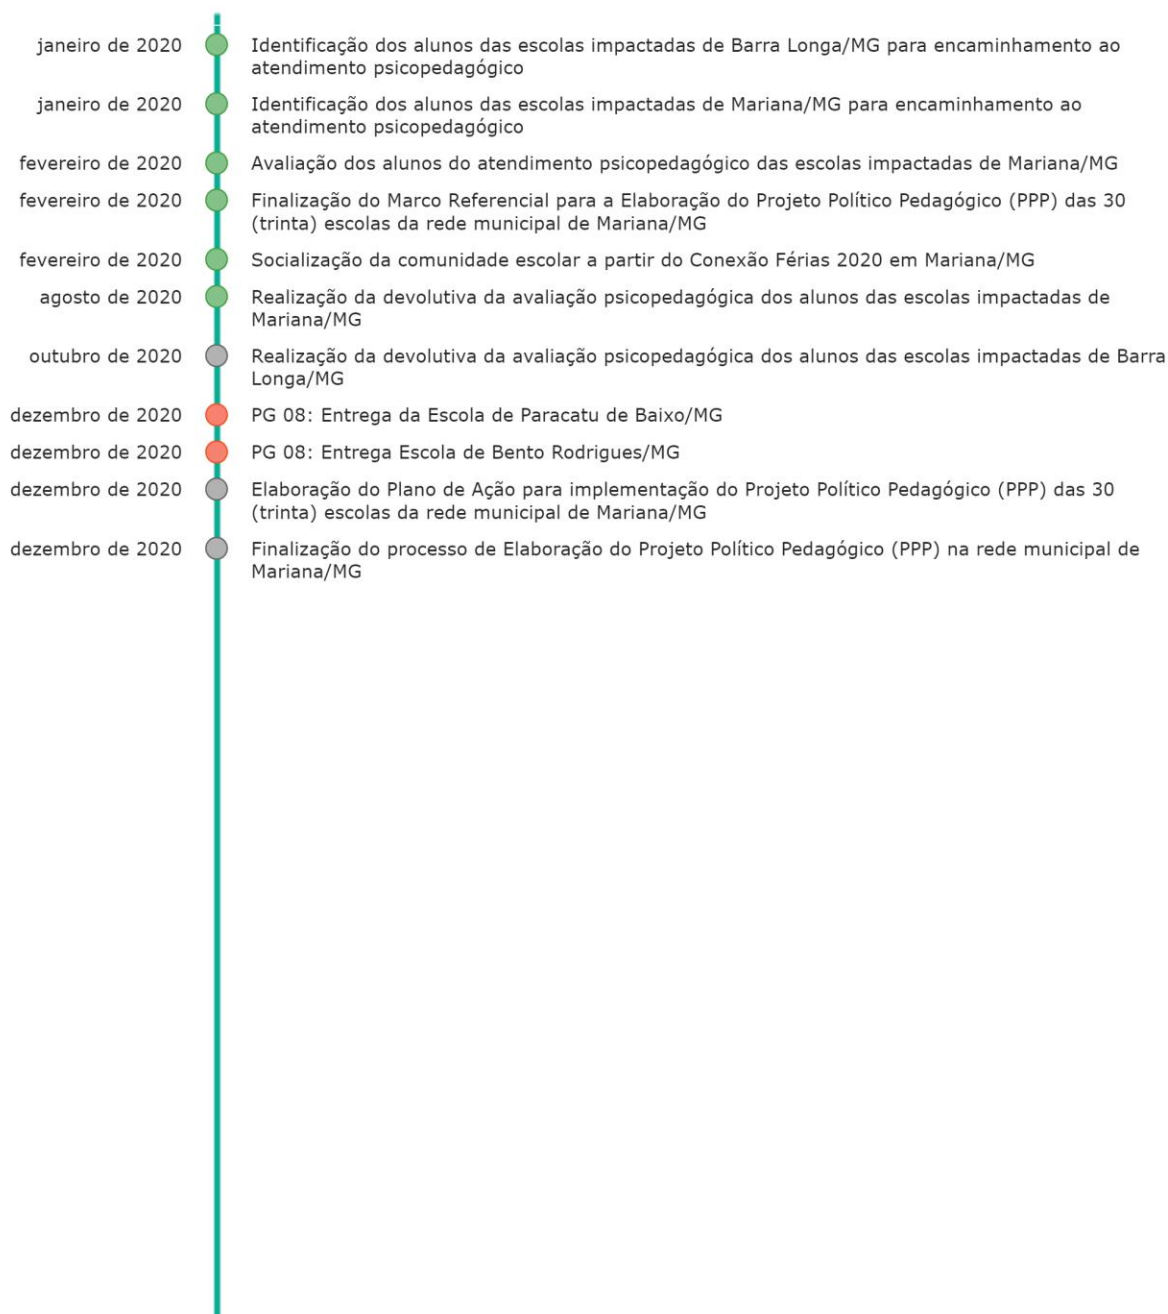 janeiro de 2020 Identificação dos alunos das escolas impactadas de Barra Longa/MG para encaminhamento ao
atendimento psicopedagógico
janeiro de 2020 Identificação dos alunos das escolas impactadas de Mariana/MG para encaminhamento ao
atendimento psicopedagógico
fevereiro de 2020 Avaliação dos alunos do atendimento psicopedagógico das escolas impactadas de Mariana/MG
fevereiro de 2020 Finalização do Marco Referencial para a Elaboração do Projeto Político Pedagógico (PPP) das 30
(trinta) escolas da rede municipal de Mariana/MG
fevereiro de 2020 Socialização da comunidade escolar a partir do Conexão Férias 2020 em Mariana/MG
agosto de 2020 Realização da devolutiva da avaliação psicopedagógica dos alunos das escolas impactadas de
Mariana/MG
outubro de 2020 Realização da devolutiva da avaliação psicopedagógica dos alunos das escolas impactadas de Barra
Longa/MG
dezembro de 2020 PG 08: Entrega da Escola de Paracatu de Baixo/MG
dezembro de 2020 PG 08: Entrega Escola de Bento Rodrigues/MG
dezembro de 2020 Elaboração do Plano de Ação para implementação do Projeto Político Pedagógico (PPP) das 30
(trinta) escolas da rede municipal de Mariana/MG
dezembro de 2020 Finalização do processo de Elaboração do Projeto Político Pedagógico (PPP) na rede municipal de
Mariana/MG